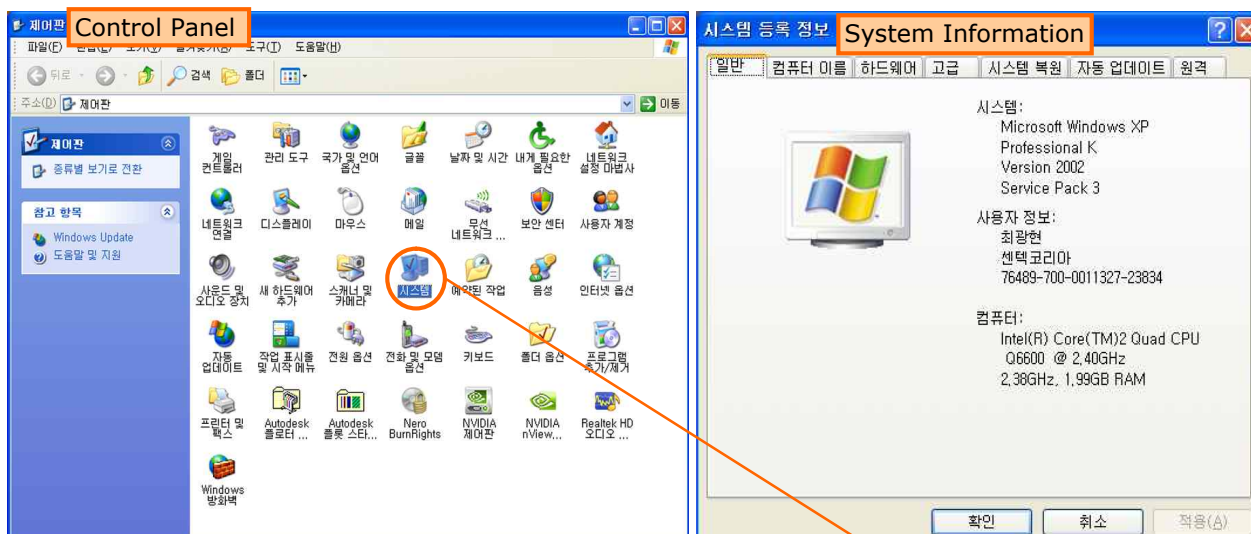 제어판
Control Panel
도구(T) 도움말(H)
파일(F)
뒤로
검색
폴더
주소(D)
제어판
이동
제어판
종류별 보기로 전환
참고 항목
Windows Update
도움말 및 지원
게임
컨트롤러
관리 도구
국가 및 언어
옵션
글꼴
날짜 및 시간
내게 필요한
옵션
네트워크
설정 마법사
네트워크
연결
디스플레이
마우스
메일
무선
네트워크 ...
보안 센터
사용자 계정
사운드 및
오디오 장치
새 하드웨어
추가
스캐너 및
카메라
시스템
예약된 작업
음성
인터넷 옵션
자동
업데이트
작업 표시줄
및 시작 메뉴
전원 옵션
전화 및 모뎀
옵션
키보드
폴더 옵션
프로그램
추가/제거
프린터 및
팩스
Autodesk
플로터 ...
Autodesk
플롯 스타...
Nero
BurnRights
NVIDIA
제어판
NVIDIA
nView...
Realtek HD
오디오 ...
Windows
방화벽
시스템 등록 정보
System Information
일반
컴퓨터 이름
하드웨어
고급
시스템 복원
자동 업데이트
원격
시스템:
Microsoft Windows XP
Professional K
Version 2002
Service Pack 3
사용자 정보:
최광현
센텍코리아
76489-700-0011327-23834
컴퓨터:
Intel(R) Core(TM)2 Quad CPU
Q6600 @ 2,40GHz
2,38GHz, 1,99GB RAM
확인
취소
적용(A)